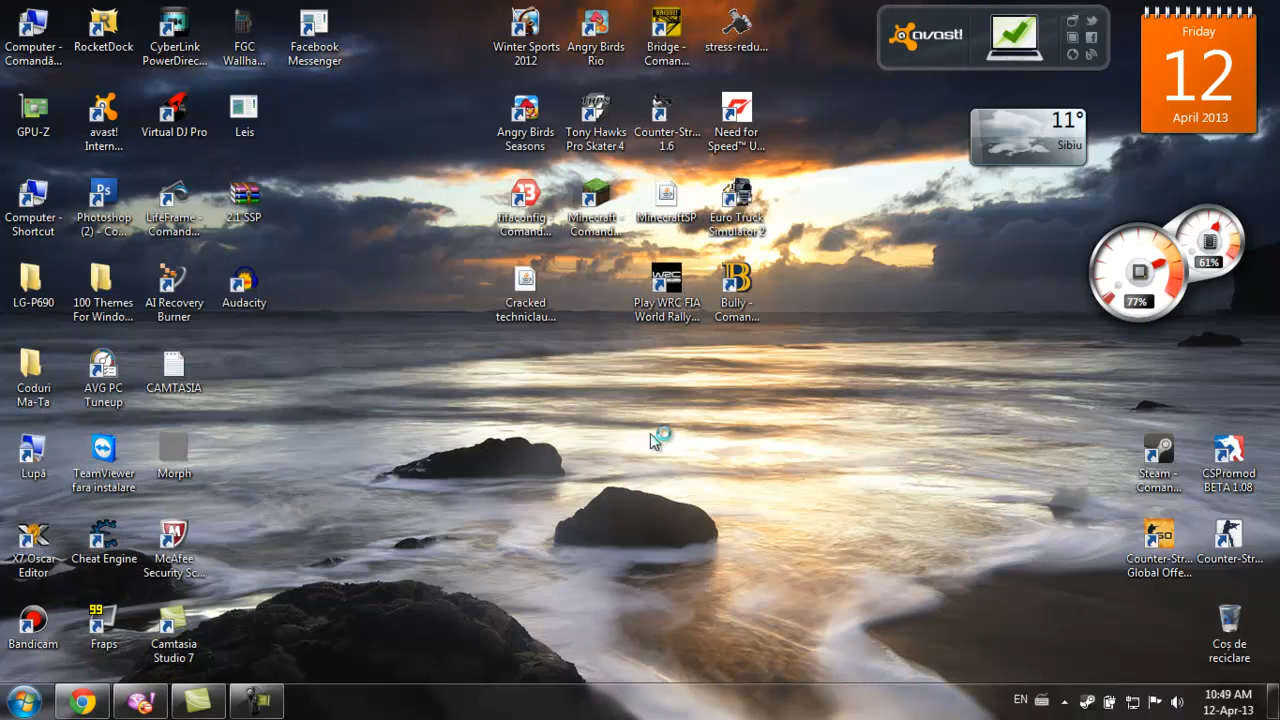 Computer -
Comandă...
RocketDock
CyberLink
PowerDirec...
FGC
Wallha...
Facebook
Messenger
Winter Sports
2012
Angry Birds
Rio
Bridge -
Coman...
stress-redu...
avast!
Friday
12
April 2013
GPU-Z
avast!
Intern...
Virtual DJ Pro
Leis
Angry Birds
Seasons
Tony Hawks
Pro Skater 4
Counter-Str...
1.6
Need for
Speed™ U...
11°
Sibiu
Computer -
Shortcut
Photoshop
(2) - Co...
LifeFrame -
Comand...
2.1 SSP
fifaconfig -
Comand...
Minecraft -
Comand...
MinecraftSP
Euro Truck
Simulator 2
61%
77%
LG-P690
100 Themes
For Windo...
AI Recovery
Burner
Audacity
Cracked
techniclau...
Play WRC FIA
World Rally...
Bully -
Coman...
Coduri
Ma-Ta
AVG PC
Tuneup
CAMTASIA
Lupă
TeamViewer
fara instalare
Morph
Steam -
Coman...
CSPromod
BETA 1.08
X7 Oscar
Editor
Cheat Engine
McAfee
Security Sc...
Counter-Str...
Global Offe...
Counter-Str...
Bandicam
Fraps
Camtasia
Studio 7
Coș de
reciclare
EN
10:49 AM
12-Apr-13